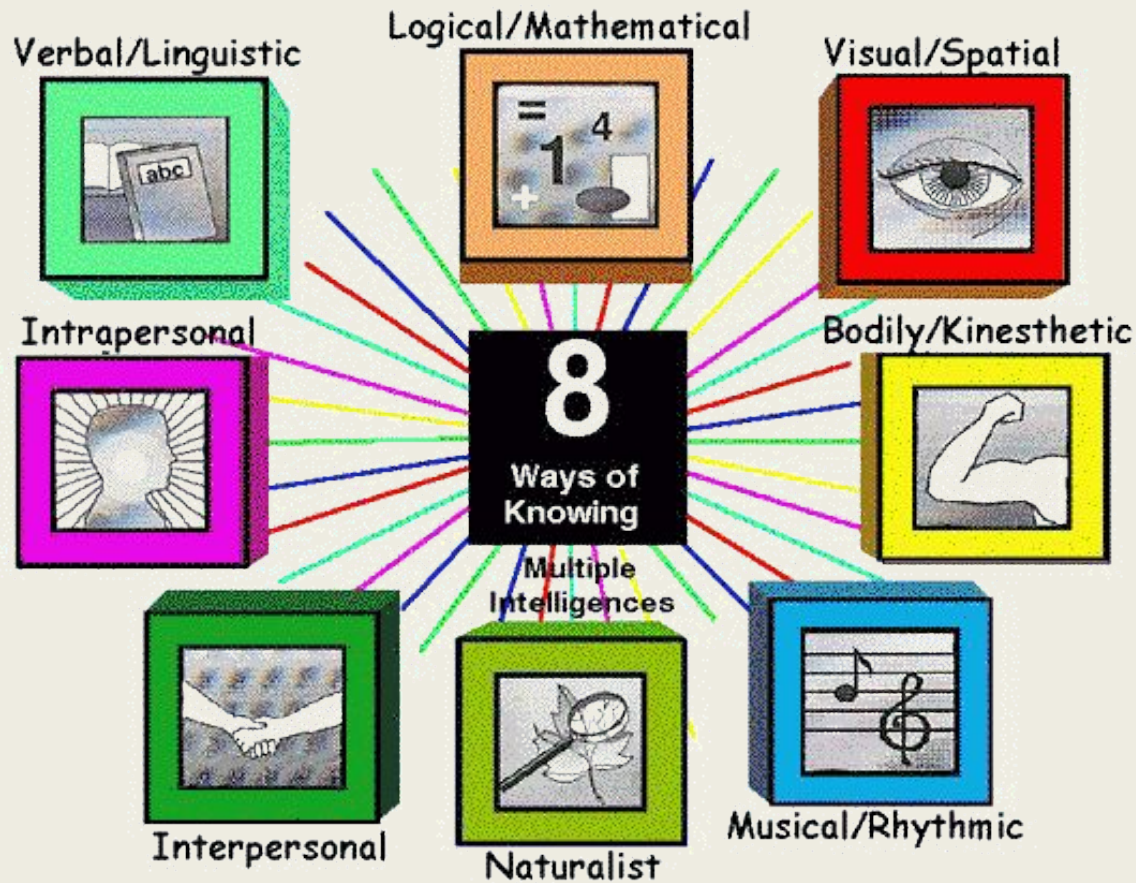 Logical/Mathematical
Verbal/Linguistic
Visual/Spatial
=
4
1
+
abc
Intrapersonal
Bodily/Kinesthetic
8
Ways of
Knowing
Multiple
Intelligences
Interpersonal
Naturalist
Musical/Rhythmic